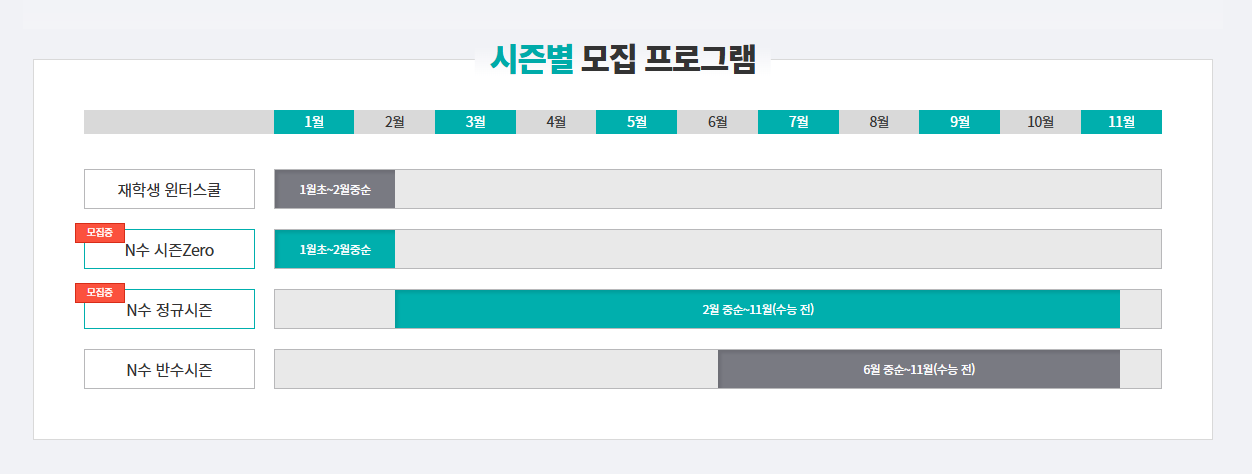 시즌별 모집 프로그램
1월 2월 3월 4월 5월 6월 7월 8월 9월 10월 11월
재학생 윈터스쿨 1월초~2월중순
모집중
N수 시즌Zero 1월초~2월중순
모집중
N수 정규시즌 2월 중순~11월(수능 전)
N수 반수시즌 6월 중순~11월(수능 전)